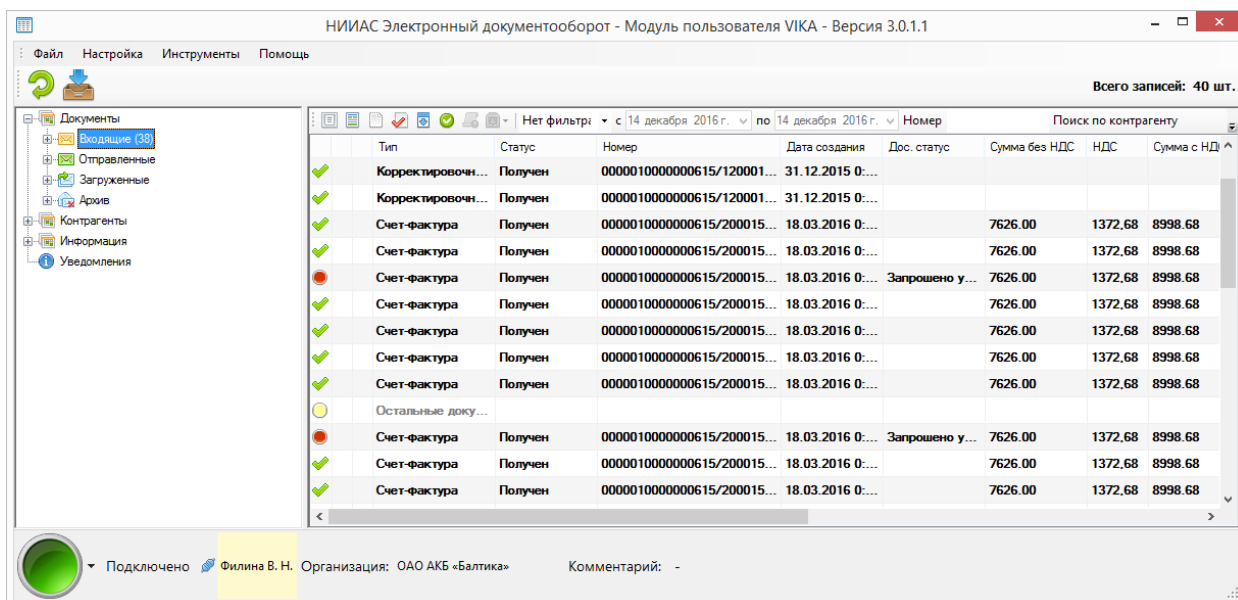 НИИАС Электронный документооборот - Модуль пользователя VIKA - Версия 3.0.1.1
Файл Настройка Инструменты Помощь
Всего записей: 40 шт.
Документы
Входящие (38)
Отправленные
Загруженные
Архив
Контрагенты
Информация
Уведомления
Нет фильтра с 14 декабря 2016 г. по 14 декабря 2016 г. Номер Поиск по контрагенту
Тип Статус Номер Дата создания Дос. статус Сумма без НДС НДС Сумма с НДС
Корректировочн... Получен 0000010000000615/120001... 31.12.2015 0:...
Корректировочн... Получен 0000010000000615/120001... 31.12.2015 0:...
Счет-фактура Получен 0000010000000615/200015... 18.03.2016 0:... 7626.00 1372,68 8998.68
Счет-фактура Получен 0000010000000615/200015... 18.03.2016 0:... 7626.00 1372,68 8998.68
Счет-фактура Получен 0000010000000615/200015... 18.03.2016 0:... Запрошено у... 7626.00 1372,68 8998.68
Счет-фактура Получен 0000010000000615/200015... 18.03.2016 0:... 7626.00 1372,68 8998.68
Счет-фактура Получен 0000010000000615/200015... 18.03.2016 0:... 7626.00 1372,68 8998.68
Счет-фактура Получен 0000010000000615/200015... 18.03.2016 0:... 7626.00 1372,68 8998.68
Счет-фактура Получен 0000010000000615/200015... 18.03.2016 0:... 7626.00 1372,68 8998.68
Остальные доку...
Счет-фактура Получен 0000010000000615/200015... 18.03.2016 0:... Запрошено у... 7626.00 1372,68 8998.68
Счет-фактура Получен 0000010000000615/200015... 18.03.2016 0:... 7626.00 1372,68 8998.68
Счет-фактура Получен 0000010000000615/200015... 18.03.2016 0:... 7626.00 1372,68 8998.68
Подключено Филина В. Н. Организация: ОАО АКБ «Балтика» Комментарий: -